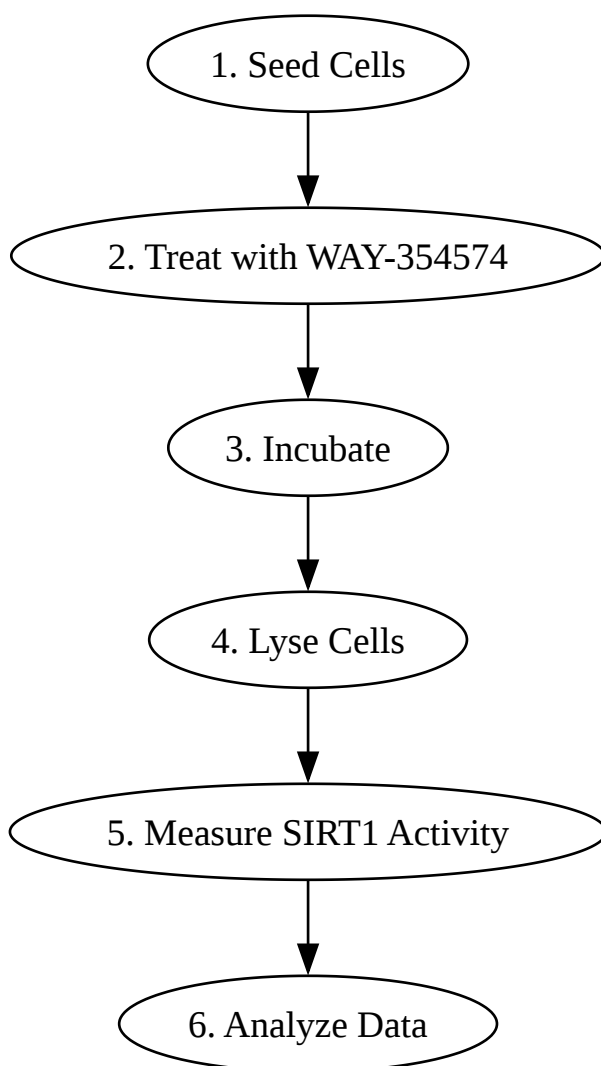 1. Seed Cells
2. Treat with WAY-354574
3. Incubate
4. Lyse Cells
5. Measure SIRT1 Activity
6. Analyze Data